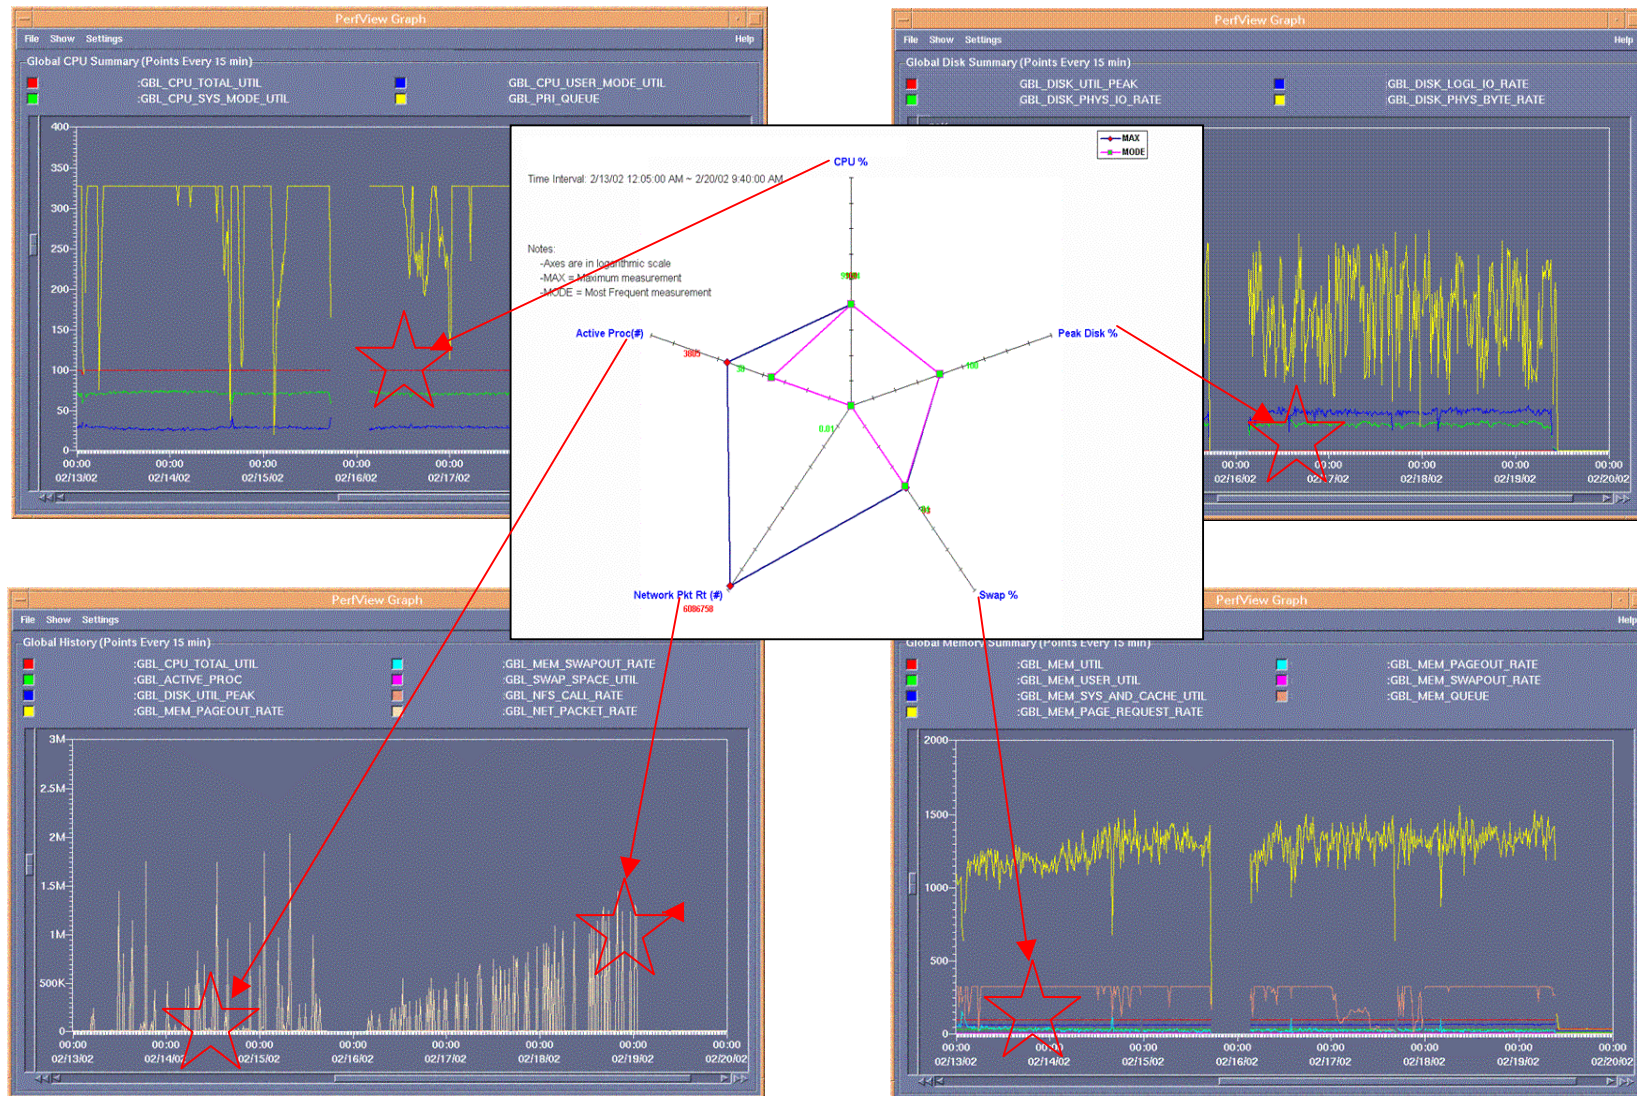 PerfView Graph
File Show Settings Help
Global CPU Summary (Points Every 15 min)
:GBL_CPU_TOTAL_UTIL :GBL_CPU_USER_MODE_UTIL
:GBL_CPU_SYS_MODE_UTIL GBL_PRI_QUEUE
400
350
300
250
200
150
100
50
0
00:00 00:00 00:00 00:00 00:00
02/13/02 02/14/02 02/15/02 02/16/02 02/17/02
PerfView Graph
File Show Settings Help
Global Disk Summary (Points Every 15 min)
GBL_DISK_UTIL_PEAK :GBL_DISK_LOGL_IO_RATE
:GBL_DISK_PHYS_IO_RATE :GBL_DISK_PHYS_BYTE_RATE
00:00 00:00 00:00 00:00 00:00
02/16/02 02/17/02 02/18/02 02/19/02 02/20/02
MAX
MODE
CPU %
Time Interval: 2/13/02 12:05:00 AM ~ 2/20/02 9:40:00 AM
Notes:
-Axes are in logarithmic scale
-MAX = Maximum measurement
-MODE = Most Frequent measurement
Active Proc(#)
Peak Disk %
3805
100
0.01
Network Pkt Rt (#)
Swap %
6086758
PerfView Graph
File Show Settings
Global History (Points Every 15 min)
:GBL_CPU_TOTAL_UTIL :GBL_MEM_SWAPOUT_RATE
:GBL_ACTIVE_PROC :GBL_SWAP_SPACE_UTIL
:GBL_DISK_UTIL_PEAK :GBL_NFS_CALL_RATE
:GBL_MEM_PAGEOUT_RATE :GBL_NET_PACKET_RATE
3M
2.5M
2M
1.5M
1M
500K
0
00:00 00:00 00:00 00:00 00:00 00:00 00:00 00:00
02/13/02 02/14/02 02/15/02 02/16/02 02/17/02 02/18/02 02/19/02 02/20/02
PerfView Graph
Help
Global Memory Summary (Points Every 15 min)
:GBL_MEM_UTIL :GBL_MEM_PAGEOUT_RATE
:GBL_MEM_USER_UTIL :GBL_MEM_SWAPOUT_RATE
:GBL_MEM_SYS_AND_CACHE_UTIL :GBL_MEM_QUEUE
:GBL_MEM_PAGE_REQUEST_RATE
2000
1500
1000
500
0
00:00 00:00 00:00 00:00 00:00 00:00 00:00 00:00
02/13/02 02/14/02 02/15/02 02/16/02 02/17/02 02/18/02 02/19/02 02/20/02